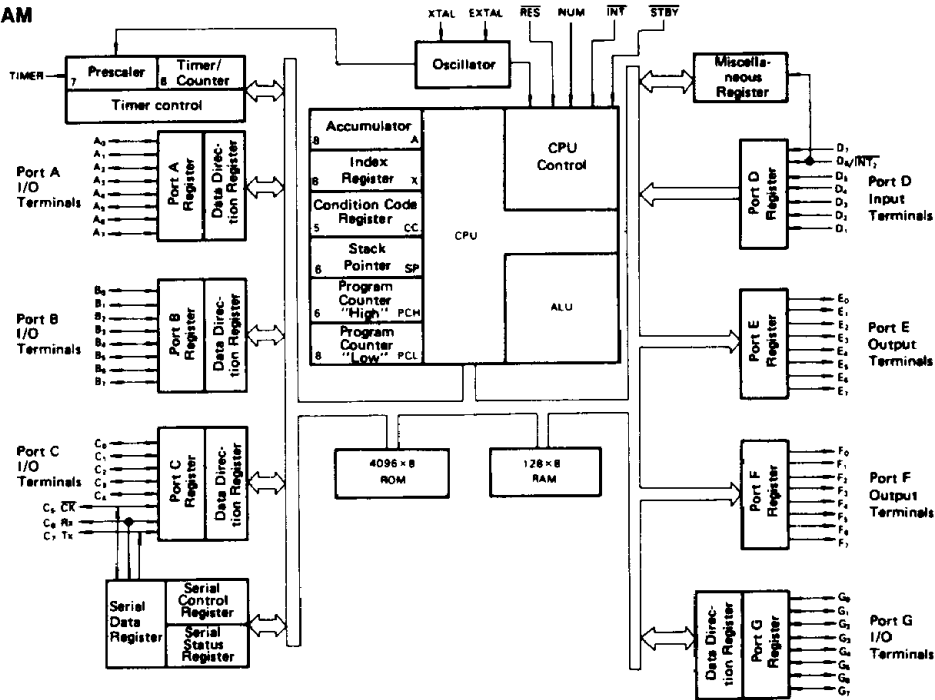 AM
XTAL EXTAL RES NUM INT STBY
TIMER
7 Prescaler
8 Timer/
Counter
Timer control
Oscillator
Miscella-
neous
Register
Port A
I/O
Terminals
A0
A1
A2
A3
A4
A5
A6
A7
Port A
Register
Data Direc-
tion Register
Accumulator
8 A
Index
Register
8 X
Condition Code
Register
5 CC
Stack
Pointer
6 SP
Program
Counter
"High"
6 PCH
Program
Counter
"Low"
8 PCL
CPU
CPU
Control
ALU
Port D
Register
D7
D6/INT2
D5
D4
D3
D2
D1
Port D
Input
Terminals
Port B
I/O
Terminals
B0
B1
B2
B3
B4
B5
B6
B7
Port B
Register
Data Direc-
tion Register
Port E
Register
E0
E1
E2
E3
E4
E5
E6
E7
Port E
Output
Terminals
Port C
I/O
Terminals
C0
C1
C2
C3
C4
C5 CK
C6 Rx
C7 Tx
Port C
Register
Data Direc-
tion Register
4096×8
ROM
128×8
RAM
Port F
Register
F0
F1
F2
F3
F4
F5
F6
F7
Port F
Output
Terminals
Serial
Data
Register
Serial
Control
Register
Serial
Status
Register
Data Direc-
tion Register
Port G
Register
G0
G1
G2
G3
G4
G5
G6
G7
Port G
I/O
Terminals